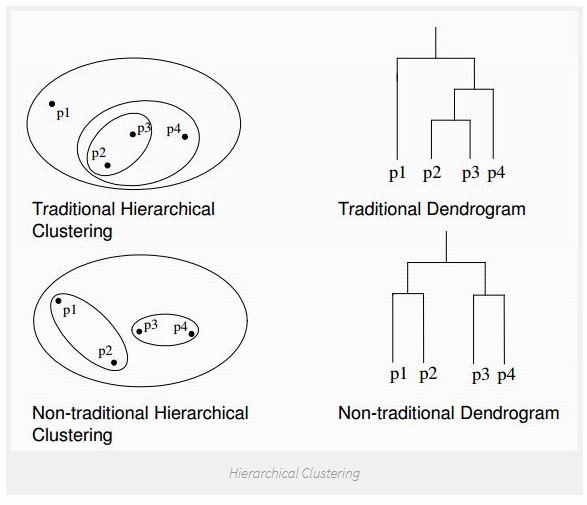 p1
p3
p4
p2
p1 p2 p3 p4
Traditional Hierarchical
Clustering
Traditional Dendrogram
p1
p3 p4
p2
p1 p2 p3 p4
Non-traditional Hierarchical
Clustering
Non-traditional Dendrogram
Hierarchical Clustering